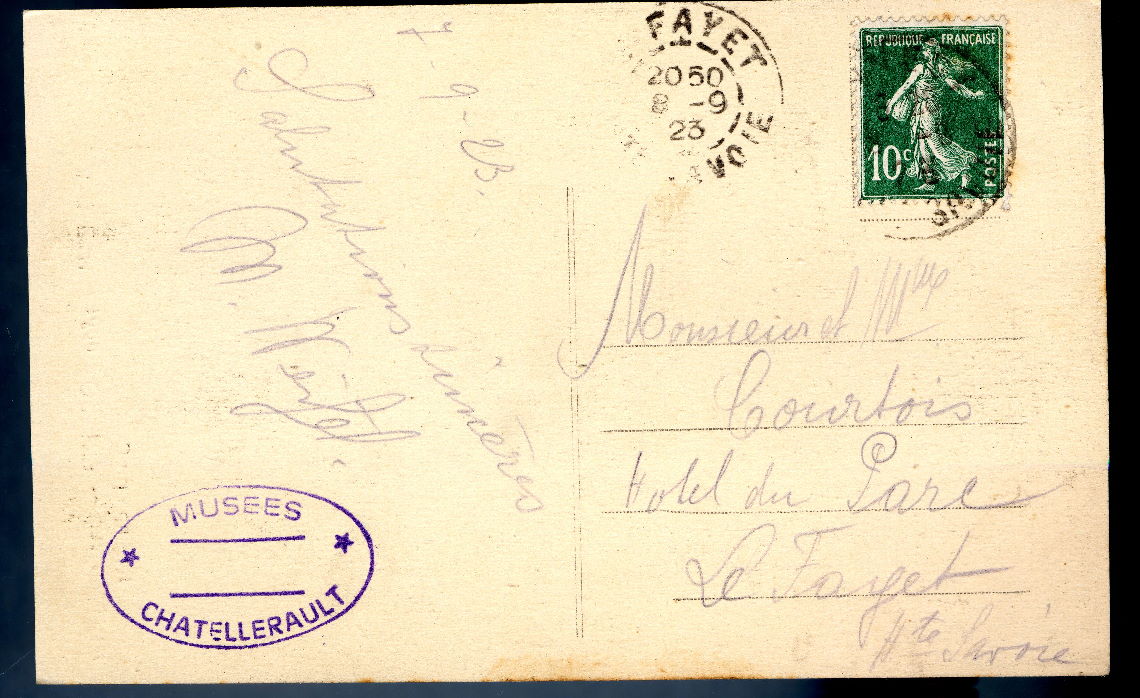 7-9-23.
Salutations sincères
FAYET
20 50
8 -9
23
VOIE
REPUBLIQUE FRANÇAISE
10c
POSTES
Monsieur et Mme
Courtois
Hotel du Parc
Le Fayet
Hte Savoie
MUSEES
CHATELLERAULT